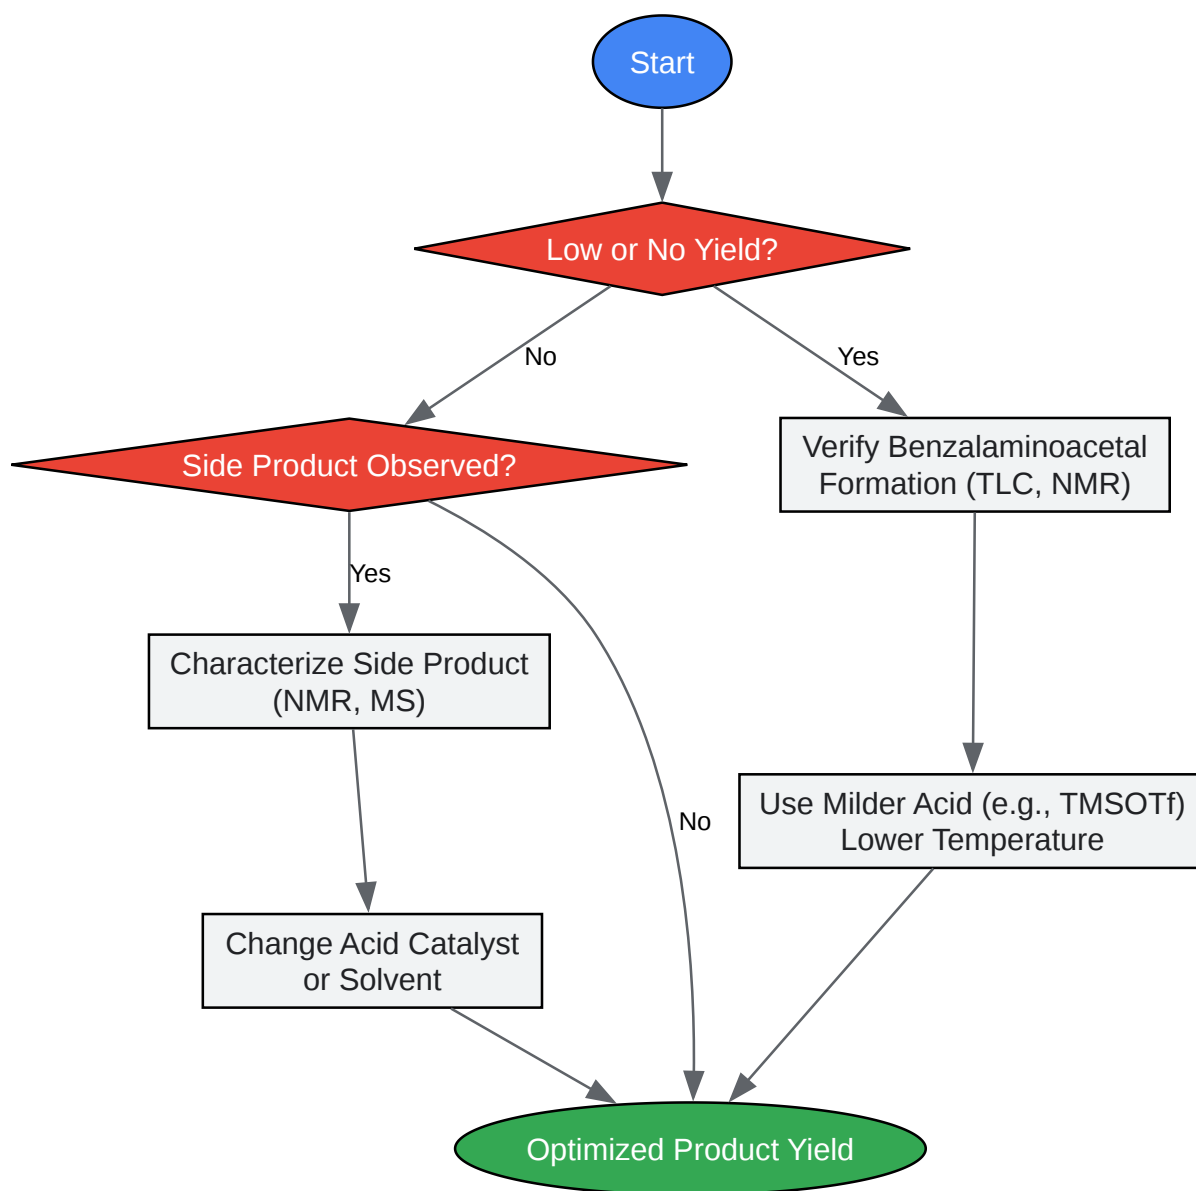 Start
Low or No Yield?
No
Yes
Side Product Observed?
Verify Benzalaminoacetal
Formation (TLC, NMR)
Yes
Characterize Side Product
(NMR, MS)
No
Use Milder Acid (e.g., TMSOTf)
Lower Temperature
Change Acid Catalyst
or Solvent
Optimized Product Yield